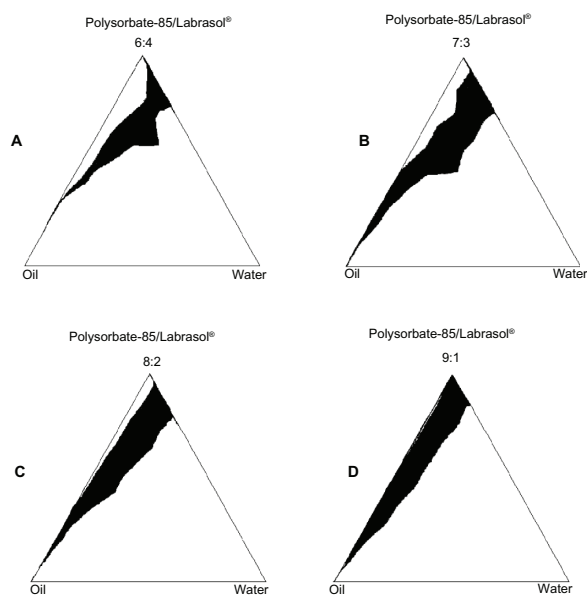 Polysorbate-85/Labrasol®
6:4
A
Oil
Water
Polysorbate-85/Labrasol®
7:3
B
Oil
Water
Polysorbate-85/Labrasol®
8:2
C
Oil
Water
Polysorbate-85/Labrasol®
9:1
D
Oil
Water